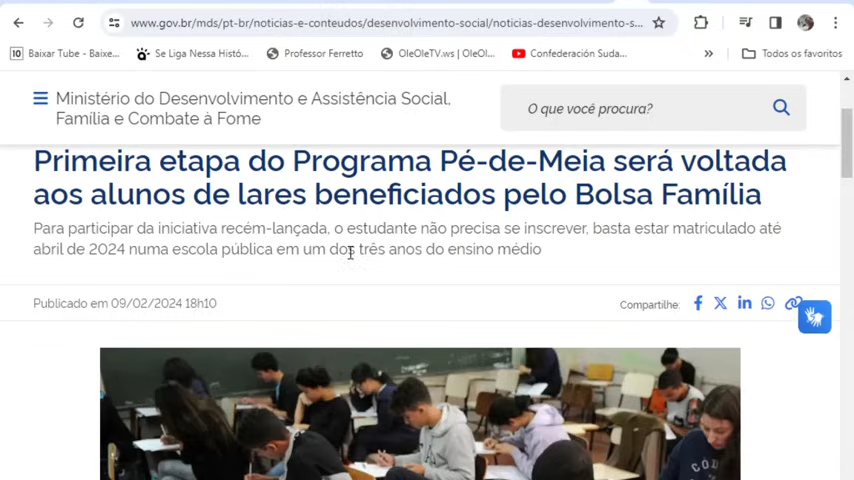 www.gov.br/mds/pt-br/noticias-e-conteudos/desenvolvimento-social/noticias-desenvolvimento-s...
10 Baixar Tube - Baixe... Se Liga Nessa Histó... Professor Ferretto OleOleTV.ws | OleOl... Confederación Suda... » Todos os favoritos
Ministério do Desenvolvimento e Assistência Social,
Família e Combate à Fome
O que você procura?
Primeira etapa do Programa Pé-de-Meia será voltada
aos alunos de lares beneficiados pelo Bolsa Família
Para participar da iniciativa recém-lançada, o estudante não precisa se inscrever, basta estar matriculado até
abril de 2024 numa escola pública em um dos três anos do ensino médio
Publicado em 09/02/2024 18h10
Compartilhe: